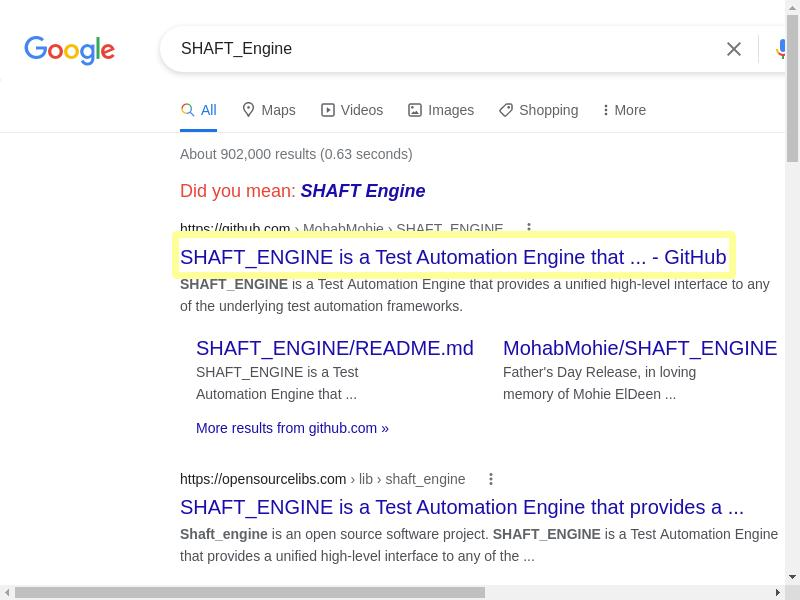 Google
SHAFT_Engine
All Maps Videos Images Shopping More
About 902,000 results (0.63 seconds)
Did you mean: SHAFT Engine
https://github.com › MohabMohie › SHAFT_ENGINE
SHAFT_ENGINE is a Test Automation Engine that ... - GitHub
SHAFT_ENGINE is a Test Automation Engine that provides a unified high-level interface to any
of the underlying test automation frameworks.
SHAFT_ENGINE/README.md
SHAFT_ENGINE is a Test
Automation Engine that ...
MohabMohie/SHAFT_ENGINE
Father's Day Release, in loving
memory of Mohie ElDeen ...
More results from github.com »
https://opensourcelibs.com › lib › shaft_engine
SHAFT_ENGINE is a Test Automation Engine that provides a ...
Shaft_engine is an open source software project. SHAFT_ENGINE is a Test Automation Engine
that provides a unified high-level interface to any of the ...